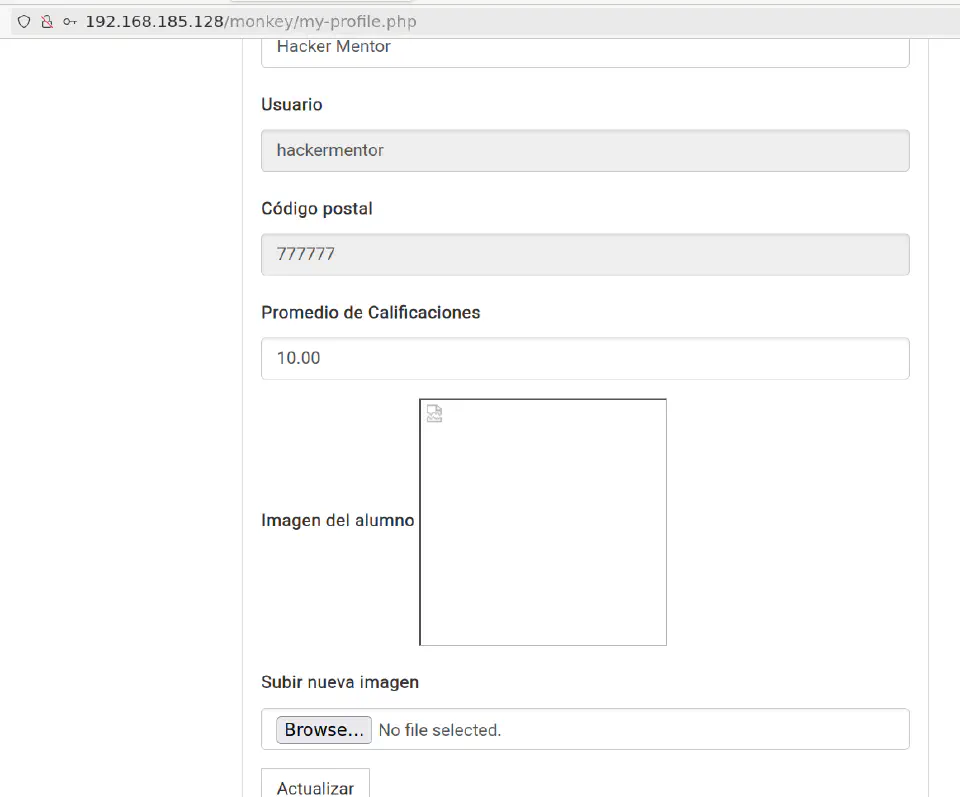 192.168.185.128/monkey/my-profile.php
Hacker Mentor
Usuario
hackermentor
Código postal
777777
Promedio de Calificaciones
10.00
Imagen del alumno
Subir nueva imagen
Browse... No file selected.
Actualizar